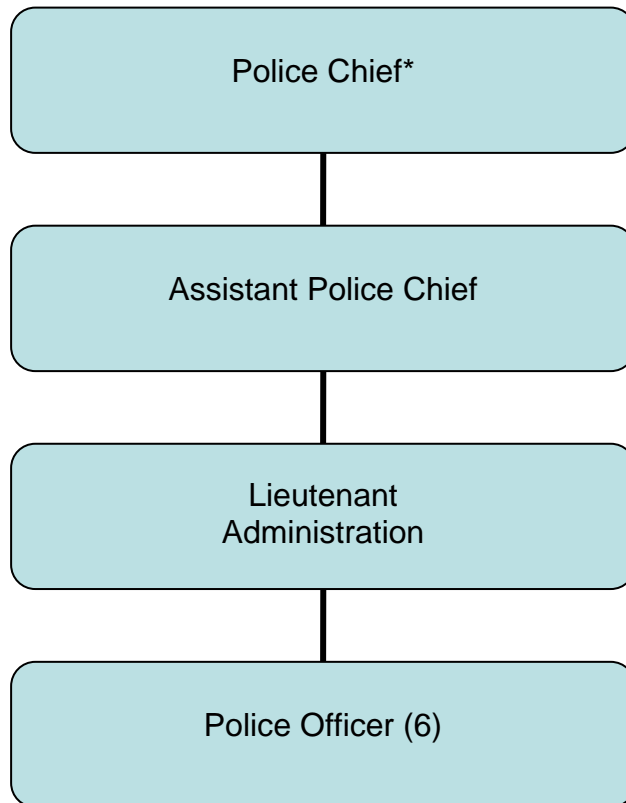 Police Chief*
Assistant Police Chief
Lieutenant
Administration
Police Officer (6)